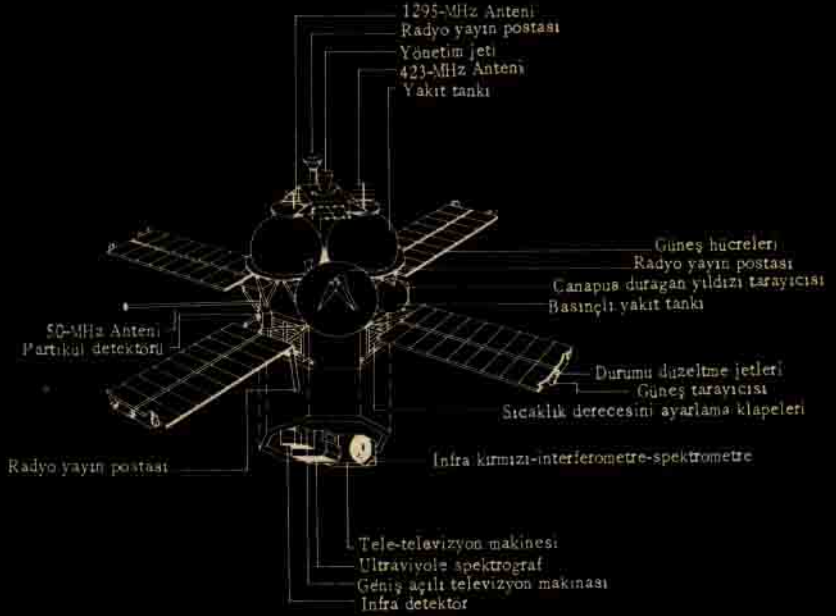 1295-MHz Anteni
Radyo yayın postası
Yönetim jeti
423-MHz Anteni
Yakıt tankı
Güneş hücreleri
Radyo yayın postası
Canapus duragan yıldızı tarayıcısı
Basınçlı yakıt tankı
50-MHz Anteni
Partikül detektörü
Durumu düzeltme jetleri
Güneş tarayıcısı
Sıcaklık derecesini ayarlama klapeleri
Radyo yayın postası
Infra kırmızı-interferometre-spektrometre
Tele-televizyon makinesi
Ultraviyole spektrograf
Geniş açılı televizyon makinası
Infra detektör